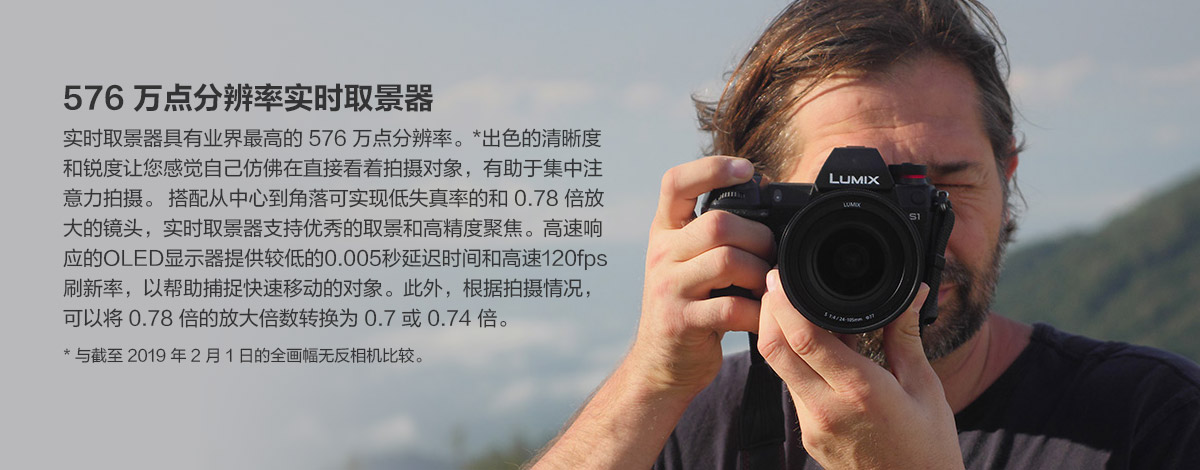 576 万点分辨率实时取景器
实时取景器具有业界最高的 576 万点分辨率。*出色的清晰度
和锐度让您感觉自己仿佛在直接看着拍摄对象，有助于集中注
意力拍摄。 搭配从中心到角落可实现低失真率的和 0.78 倍放
大的镜头，实时取景器支持优秀的取景和高精度聚焦。高速响
应的OLED显示器提供较低的0.005秒延迟时间和高速120fps
刷新率，以帮助捕捉快速移动的对象。此外，根据拍摄情况，
可以将 0.78 倍的放大倍数转换为 0.7 或 0.74 倍。
* 与截至 2019 年 2 月 1 日的全画幅无反相机比较。
LUMIX
LUMIX
S1
S 1:4 / 24-105mm ø77